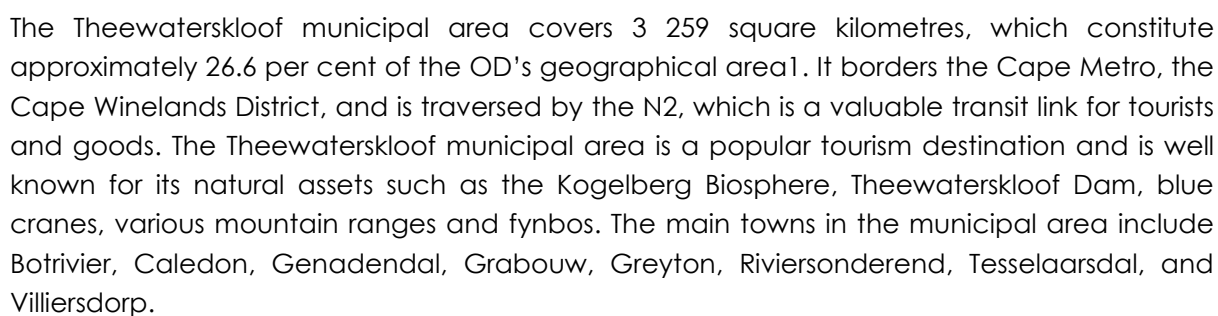 The Theewaterskloof municipal area covers 3 259 square kilometres, which constitute
approximately 26.6 per cent of the OD's geographical area1. It borders the Cape Metro, the
Cape Winelands District, and is traversed by the N2, which is a valuable transit link for tourists
and goods. The Theewaterskloof municipal area is a popular tourism destination and is well
known for its natural assets such as the Kogelberg Biosphere, Theewaterskloof Dam, blue
cranes, various mountain ranges and fynbos. The main towns in the municipal area include
Botrivier, Caledon, Genadendal, Grabouw, Greyton, Riviersonderend, Tesselaarsdal, and
Villiersdorp.